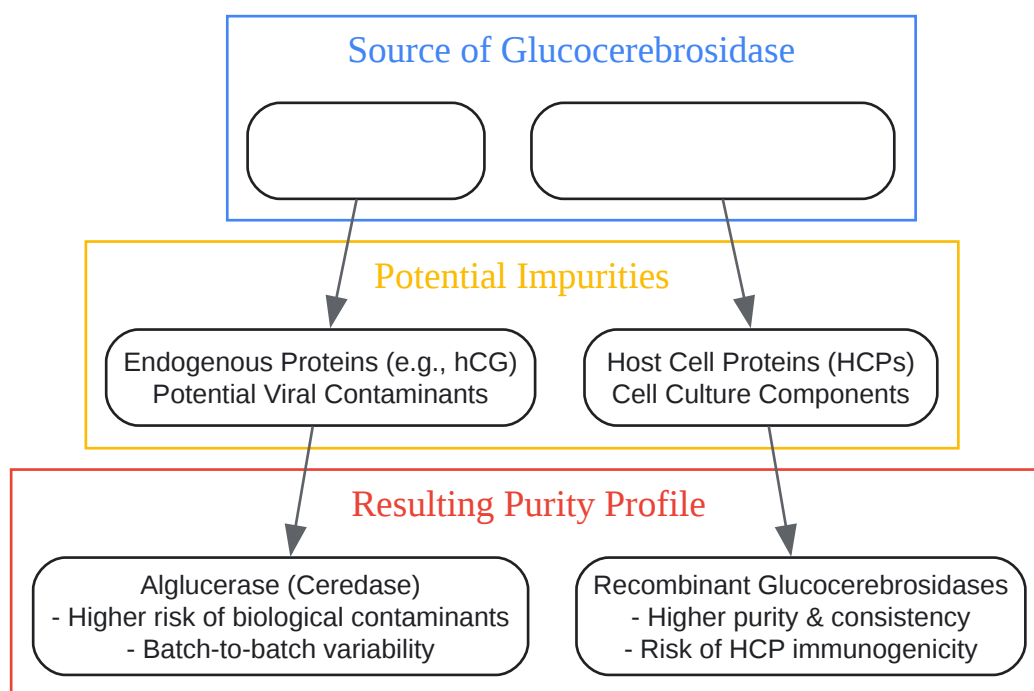 Source of Glucocerebrosidase
Potential Impurities
Endogenous Proteins (e.g., hCG)
Potential Viral Contaminants
Host Cell Proteins (HCPs)
Cell Culture Components
Resulting Purity Profile
Alglucerase (Ceredase)
- Higher risk of biological contaminants
- Batch-to-batch variability
Recombinant Glucocerebrosidases
- Higher purity & consistency
- Risk of HCP immunogenicity